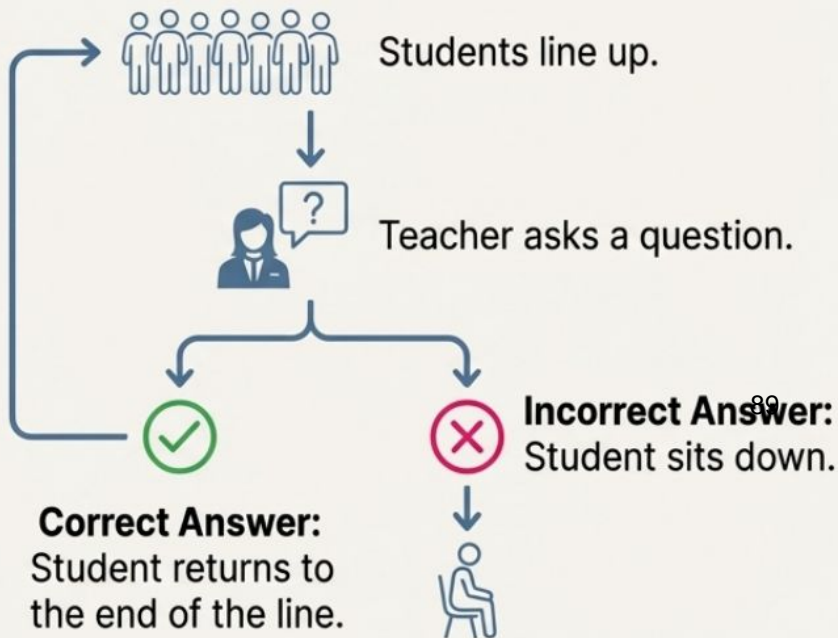 Students line up.
?
Teacher asks a question.
89
Incorrect Answer:
Student sits down.
Correct Answer:
Student returns to
the end of the line.